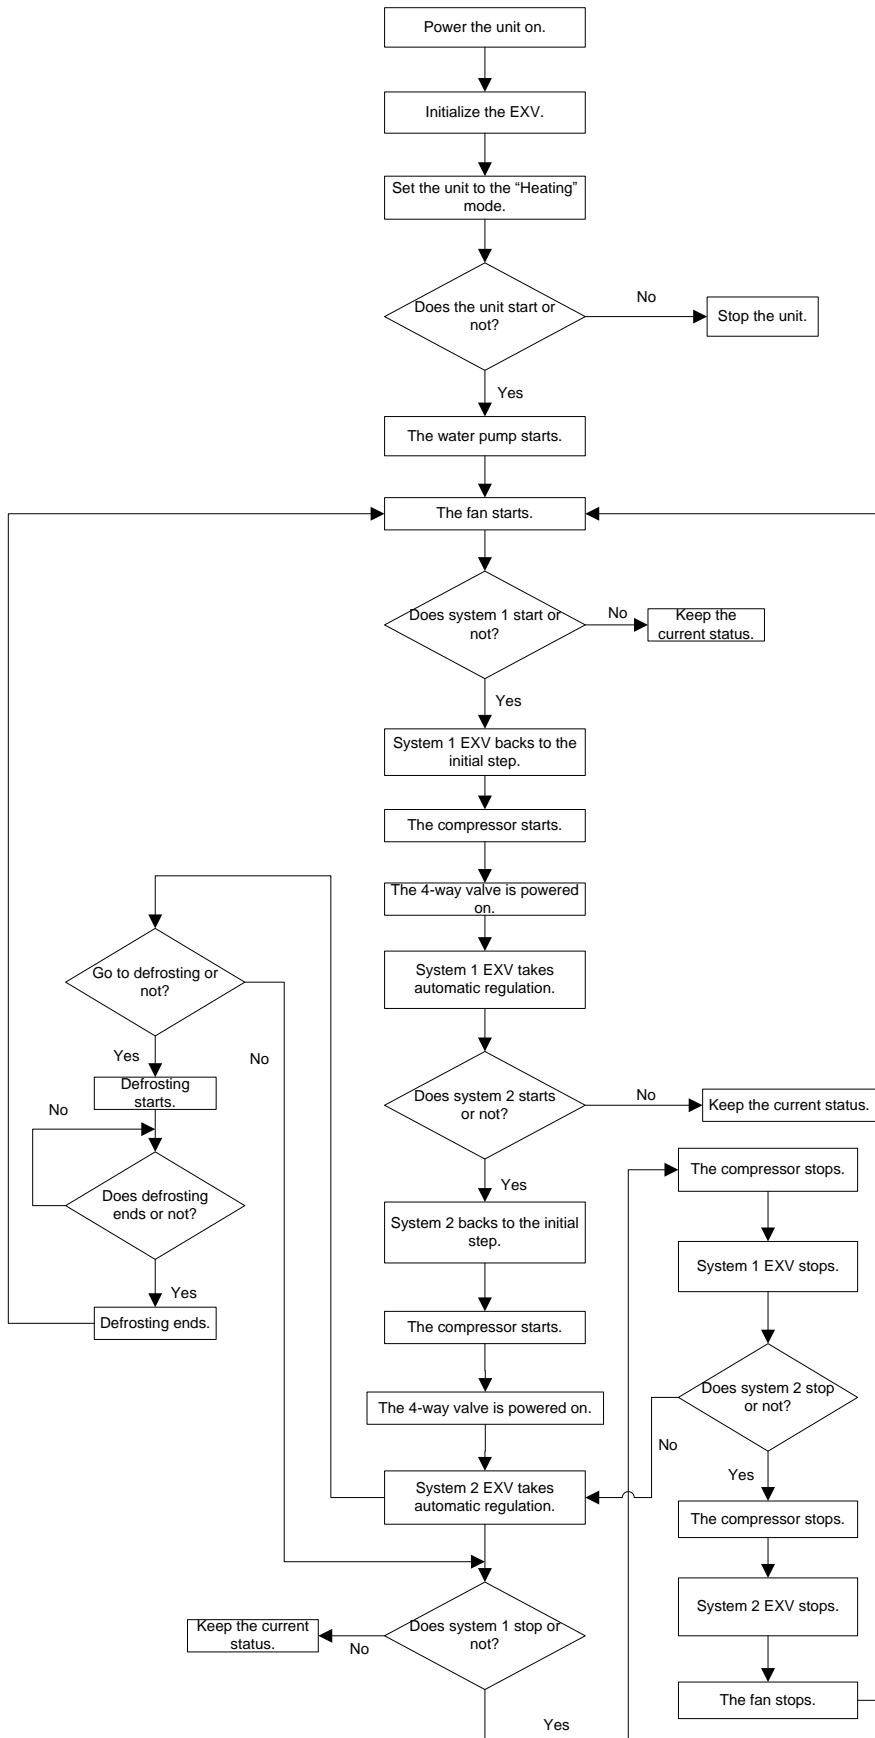 Power the unit on.
Initialize the EXV.
Set the unit to the “Heating”
mode.
Does the unit start or
not?
No
Stop the unit.
Yes
The water pump starts.
The fan starts.
Does system 1 start or
not?
No
Keep the
current status.
Yes
System 1 EXV backs to the
initial step.
The compressor starts.
The 4-way valve is powered
on.
Go to defrosting or
not?
System 1 EXV takes
automatic regulation.
Yes
No
Defrosting
starts.
Does system 2 starts
or not?
No
Keep the current status.
No
Does defrosting
ends or not?
Yes
The compressor stops.
System 2 backs to the initial
step.
System 1 EXV stops.
Yes
Defrosting ends.
The compressor starts.
Does system 2 stop
or not?
The 4-way valve is powered on.
No
Yes
System 2 EXV takes
automatic regulation.
The compressor stops.
System 2 EXV stops.
Keep the current
status.
No
Does system 1 stop or
not?
The fan stops.
Yes